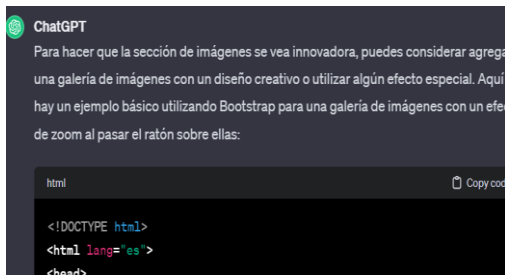 ChatGPT
Para hacer que la sección de imágenes se vea innovadora, puedes considerar agrega
una galería de imágenes con un diseño creativo o utilizar algún efecto especial. Aquí
hay un ejemplo básico utilizando Bootstrap para una galería de imágenes con un efe
de zoom al pasar el ratón sobre ellas:
html Copy cod
<!DOCTYPE html>
<html lang="es">
<head>